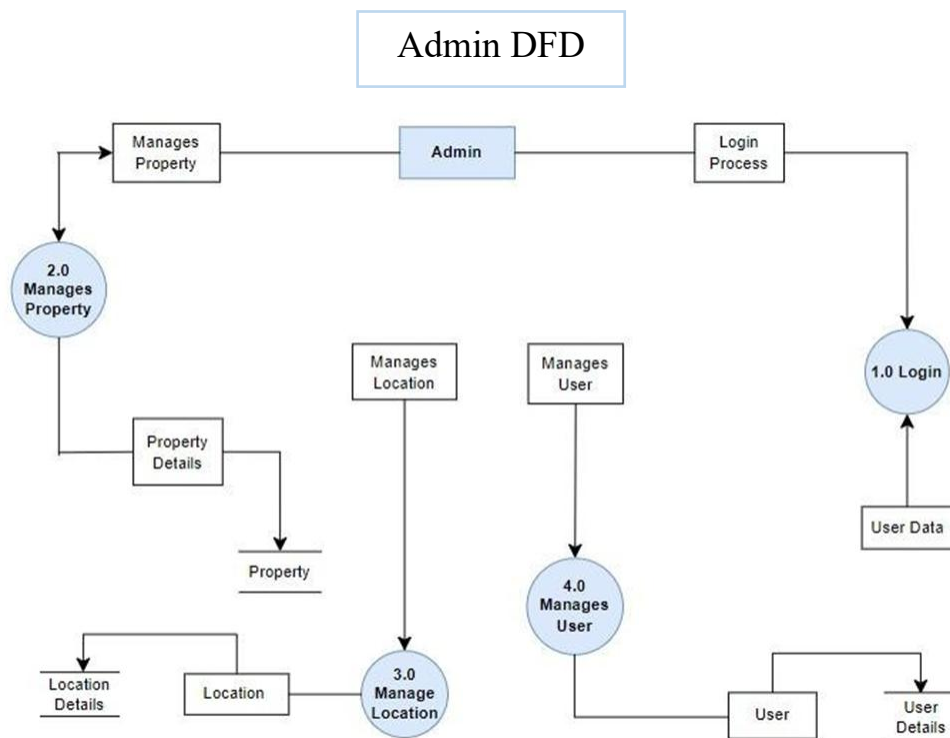 Admin DFD
Manages
Property
Admin
Login
Process
2.0
Manages
Property
Manages
Location
Manages
User
1.0 Login
Property
Details
User Data
Property
4.0
Manages
User
Location
Details
Location
3.0
Manage
Location
User
User
Details